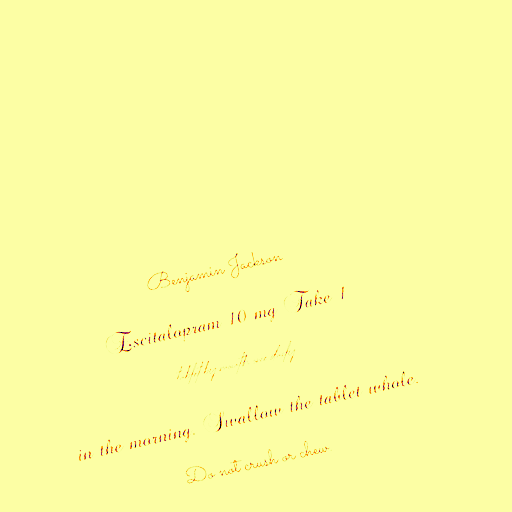 Benjamin Jackson
Escitalopram 10 mg Take 1
in the morning. Swallow the tablet whole.
Do not crush or chew